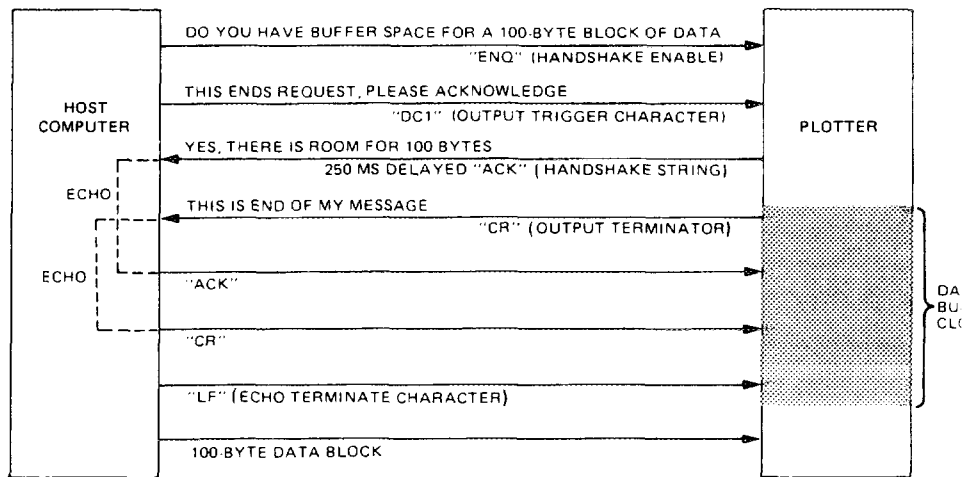 DO YOU HAVE BUFFER SPACE FOR A 100-BYTE BLOCK OF DATA
"ENQ" (HANDSHAKE ENABLE)
THIS ENDS REQUEST, PLEASE ACKNOWLEDGE
HOST
COMPUTER
"DC1" (OUTPUT TRIGGER CHARACTER)
PLOTTER
YES, THERE IS ROOM FOR 100 BYTES
250 MS DELAYED "ACK" (HANDSHAKE STRING)
ECHO
THIS IS END OF MY MESSAGE
"CR" (OUTPUT TERMINATOR)
ECHO
"ACK"
DA
BU
CLO
"CR"
"LF" (ECHO TERMINATE CHARACTER)
100-BYTE DATA BLOCK